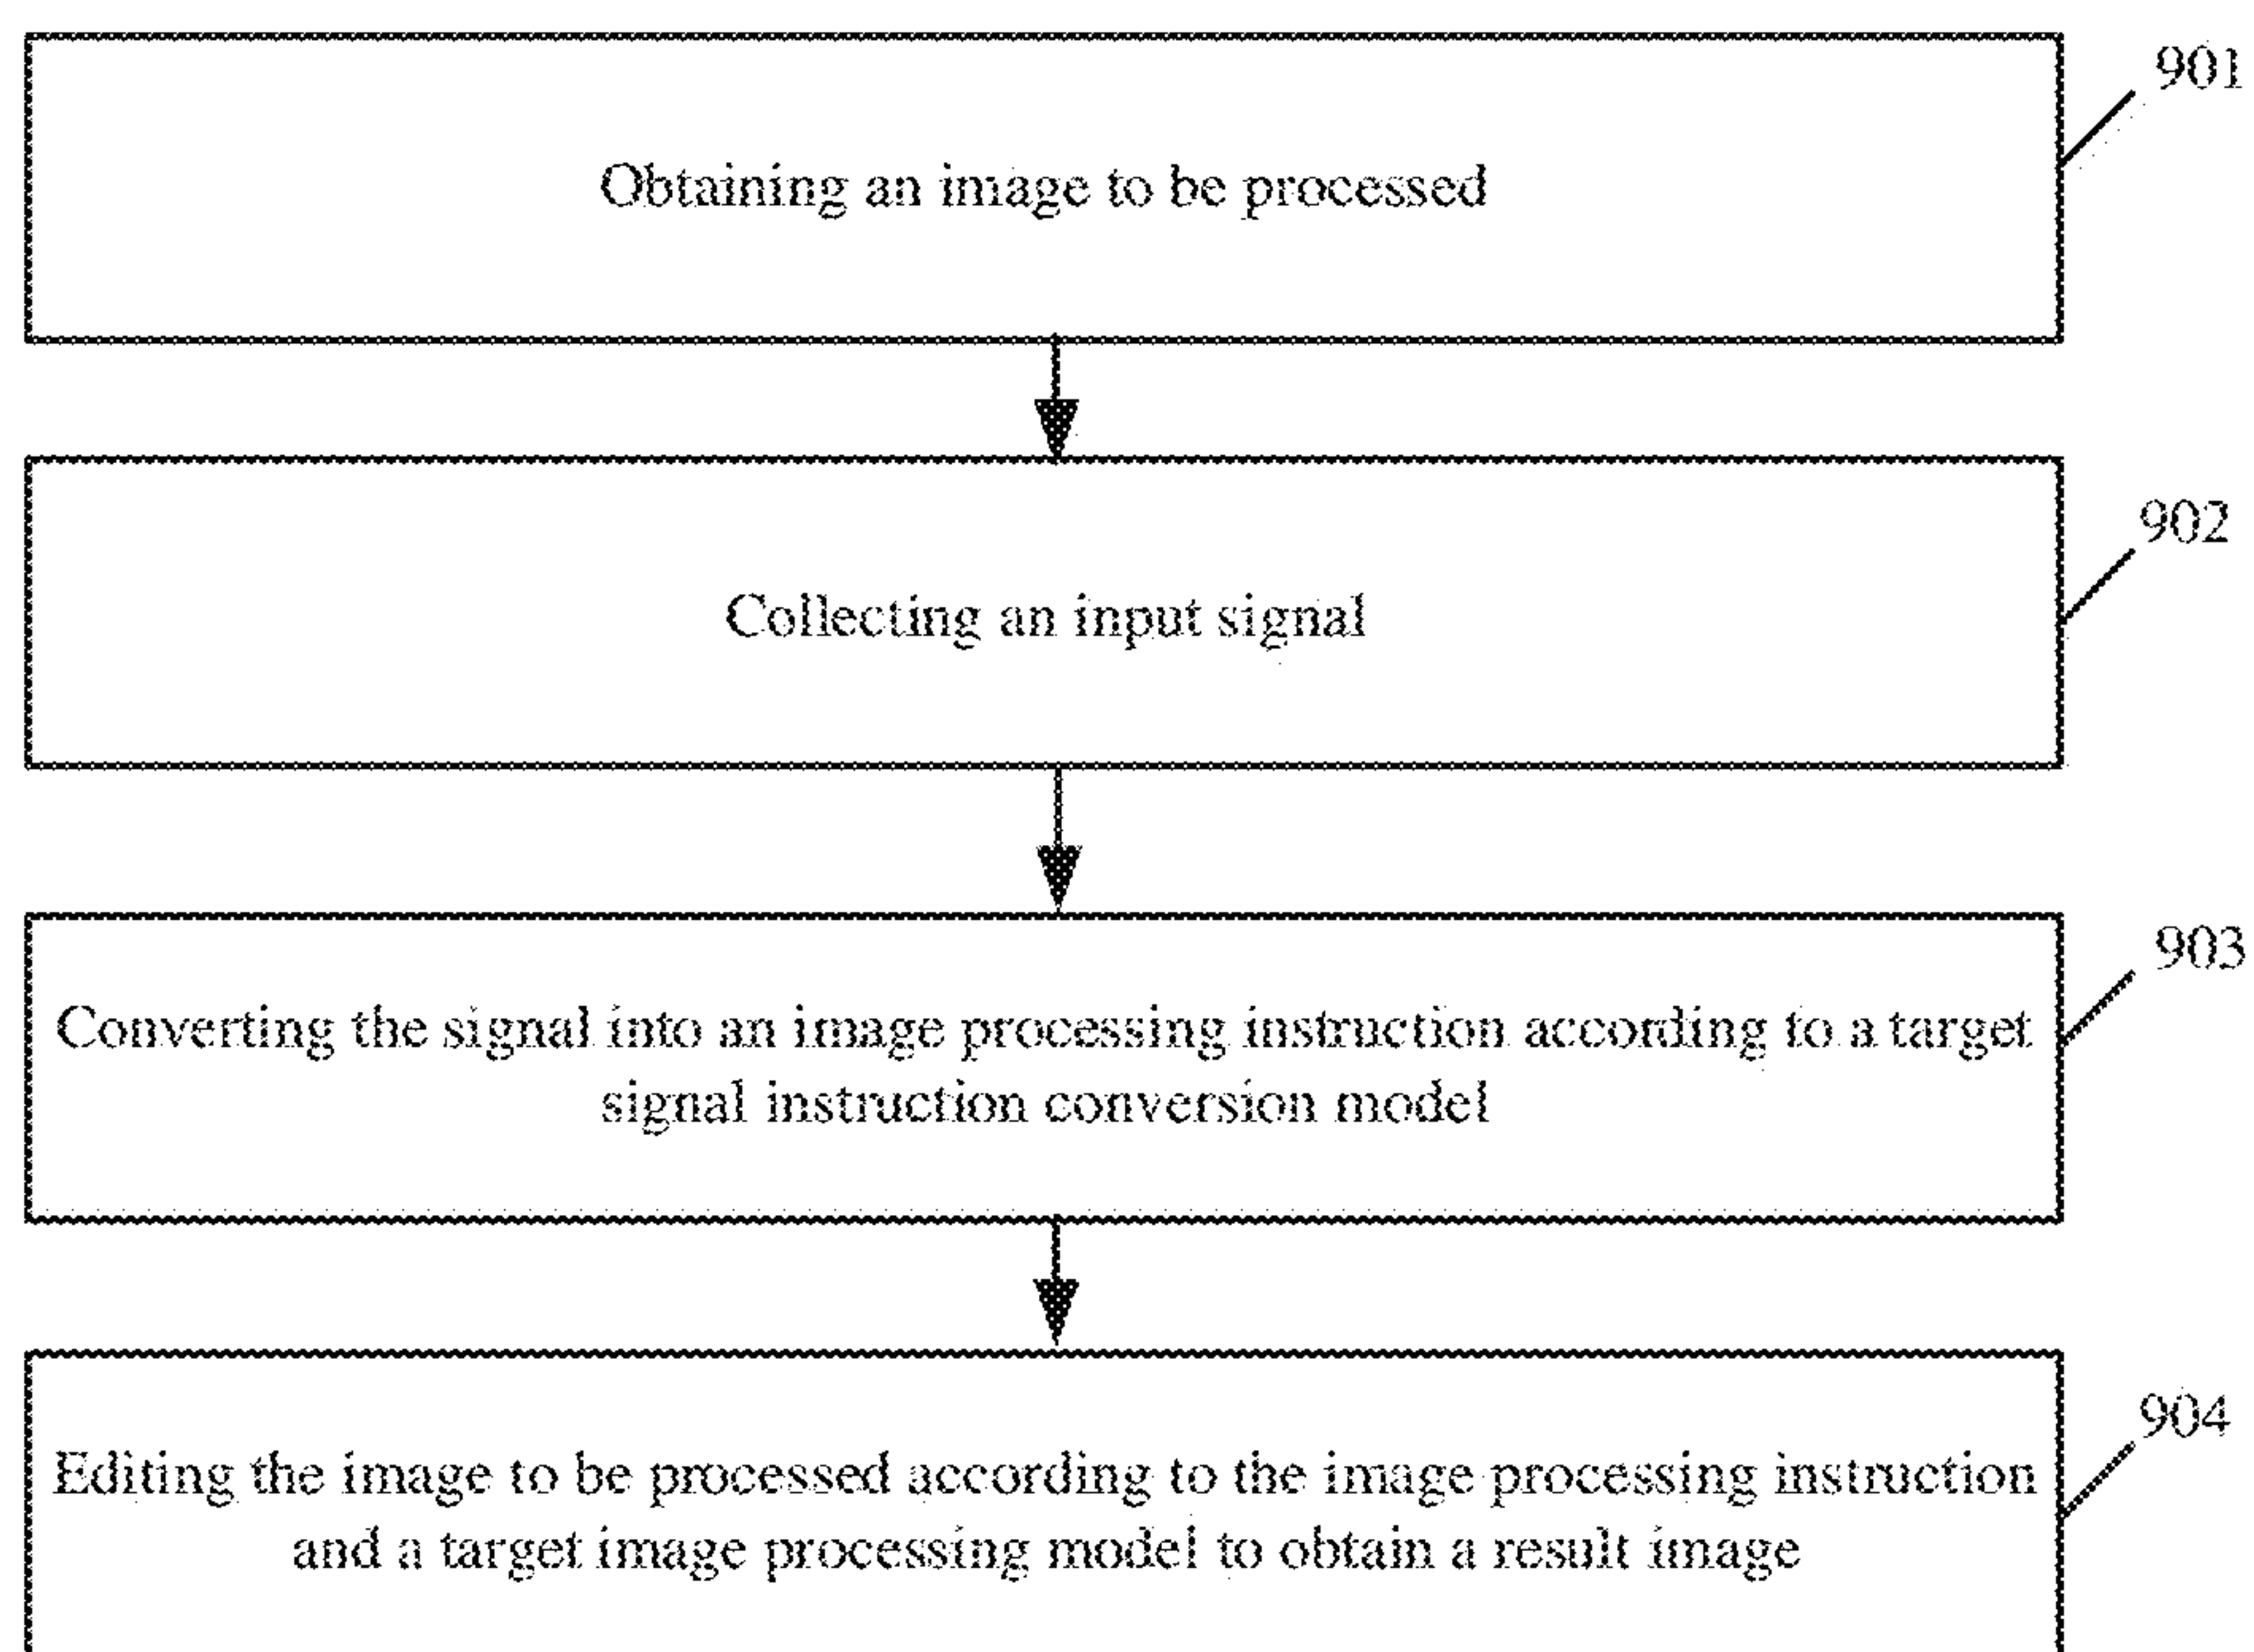 901
Obtaining an image to be processed
902
Collecting an input signal
903
Converting the signal into an image processing instruction according to a target
signal instruction conversion model
904
Editing the image to be processed according to the image processing instruction
and a target image processing model to obtain a result image